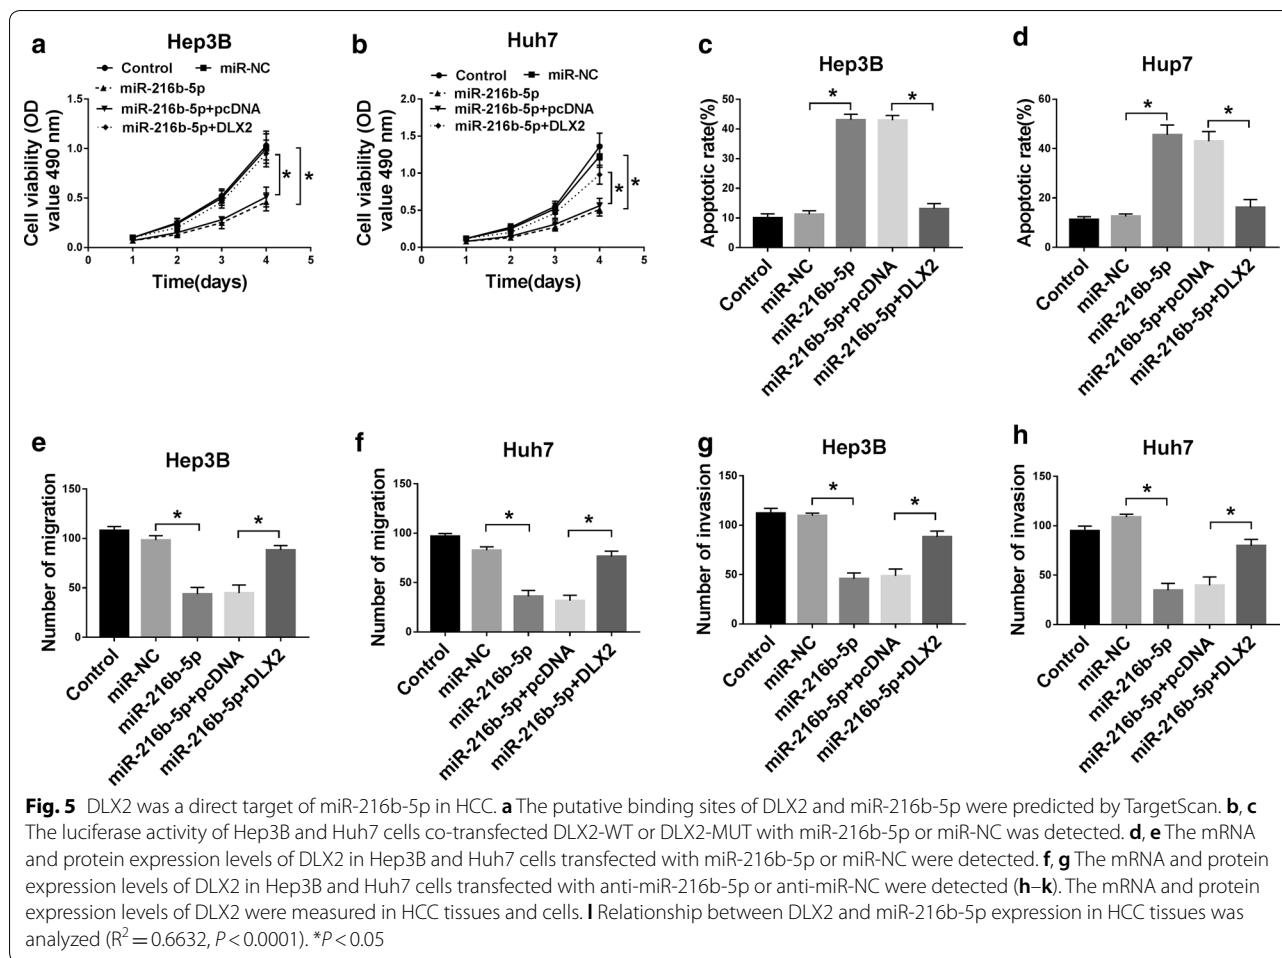 a
Hep3B
Control
miR-NC
miR-216b-5p
miR-216b-5p+pcDNA
miR-216b-5p+DLX2
Cell viability (OD
value 490 nm)
1.0
0.5
0.0
0 1 2 3 4 5
Time(days)
*
*
b
Huh7
Control
miR-NC
miR-216b-5p
miR-216b-5p+pcDNA
miR-216b-5p+DLX2
Cell viability (OD
value 490 nm)
2.0
1.5
1.0
0.5
0.0
0 1 2 3 4 5
Time(days)
*
*
c
Hep3B
Apoptotic rate(%)
50
40
30
20
10
0
*
*
Control
miR-NC
miR-216b-5p
miR-216b-5p+pcDNA
miR-216b-5p+DLX2
d
Hup7
Apoptotic rate(%)
60
40
20
0
*
*
Control
miR-NC
miR-216b-5p
miR-216b-5p+pcDNA
miR-216b-5p+DLX2
e
Hep3B
Number of migration
150
100
50
0
*
*
Control
miR-NC
miR-216b-5p
miR-216b-5p+pcDNA
miR-216b-5p+DLX2
f
Huh7
Number of migration
150
100
50
0
*
*
Control
miR-NC
miR-216b-5p
miR-216b-5p+pcDNA
miR-216b-5p+DLX2
g
Hep3B
Number of invasion
150
100
50
0
*
*
Control
miR-NC
miR-216b-5p
miR-216b-5p+pcDNA
miR-216b-5p+DLX2
h
Huh7
Number of invasion
150
100
50
0
*
*
Control
miR-NC
miR-216b-5p
miR-216b-5p+pcDNA
miR-216b-5p+DLX2
Fig. 5 DLX2 was a direct target of miR-216b-5p in HCC. a The putative binding sites of DLX2 and miR-216b-5p were predicted by TargetScan. b, c
The luciferase activity of Hep3B and Huh7 cells co-transfected DLX2-WT or DLX2-MUT with miR-216b-5p or miR-NC was detected. d, e The mRNA
and protein expression levels of DLX2 in Hep3B and Huh7 cells transfected with miR-216b-5p or miR-NC were detected. f, g The mRNA and protein
expression levels of DLX2 in Hep3B and Huh7 cells transfected with anti-miR-216b-5p or anti-miR-NC were detected (h–k). The mRNA and protein
expression levels of DLX2 were measured in HCC tissues and cells. l Relationship between DLX2 and miR-216b-5p expression in HCC tissues was
analyzed (R² = 0.6632, P < 0.0001). *P < 0.05